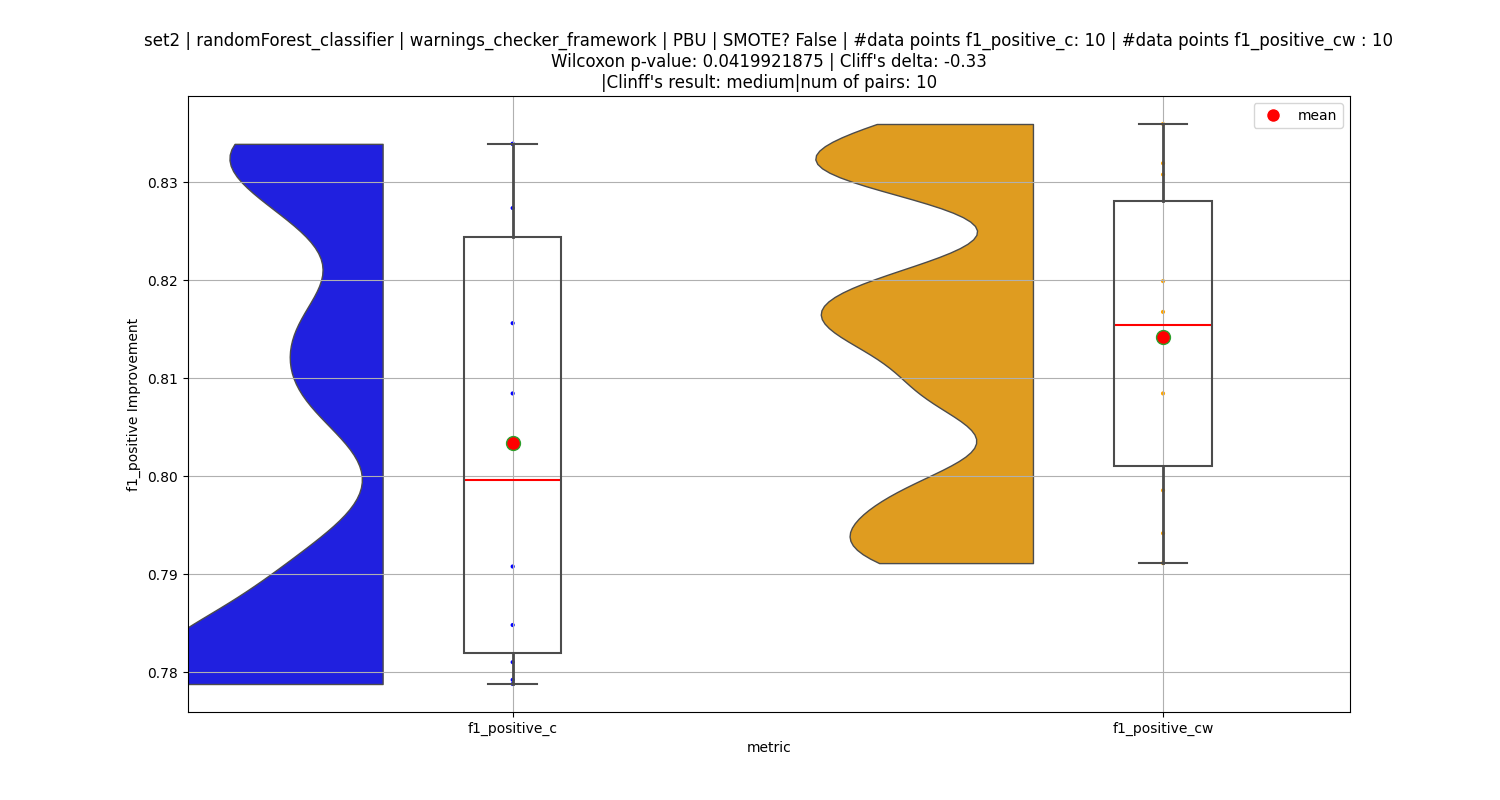 set2 | randomForest_classifier | warnings_checker_framework | PBU | SMOTE? False | #data points f1_positive_c: 10 | #data points f1_positive_cw : 10
Wilcoxon p-value: 0.0419921875 | Cliff's delta: -0.33
|Clinff's result: medium|num of pairs: 10
mean
0.83
0.82
0.81
0.80
0.79
0.78
f1_positive Improvement
f1_positive_c
f1_positive_cw
metric